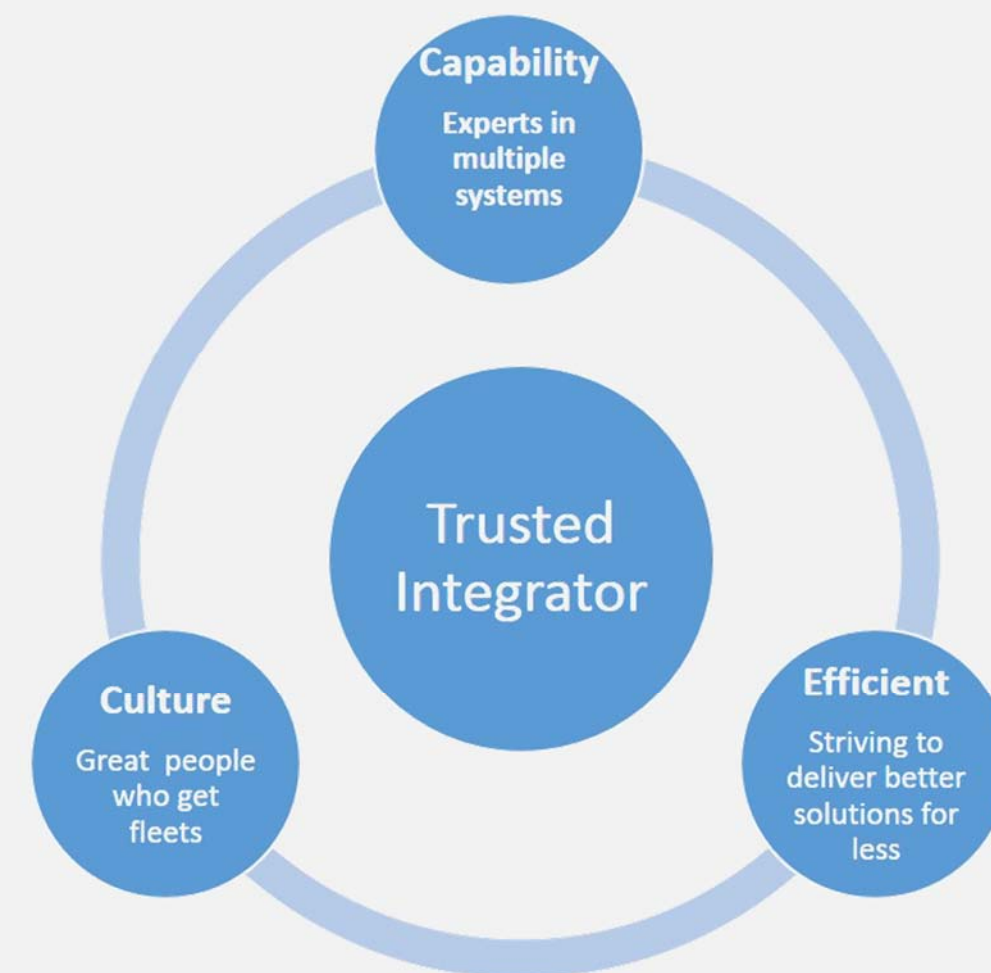 Capability
Experts in
multiple
systems
Trusted
Integrator
Culture
Great people
who get
fleets
Efficient
Striving to
deliver better
solutions for
less